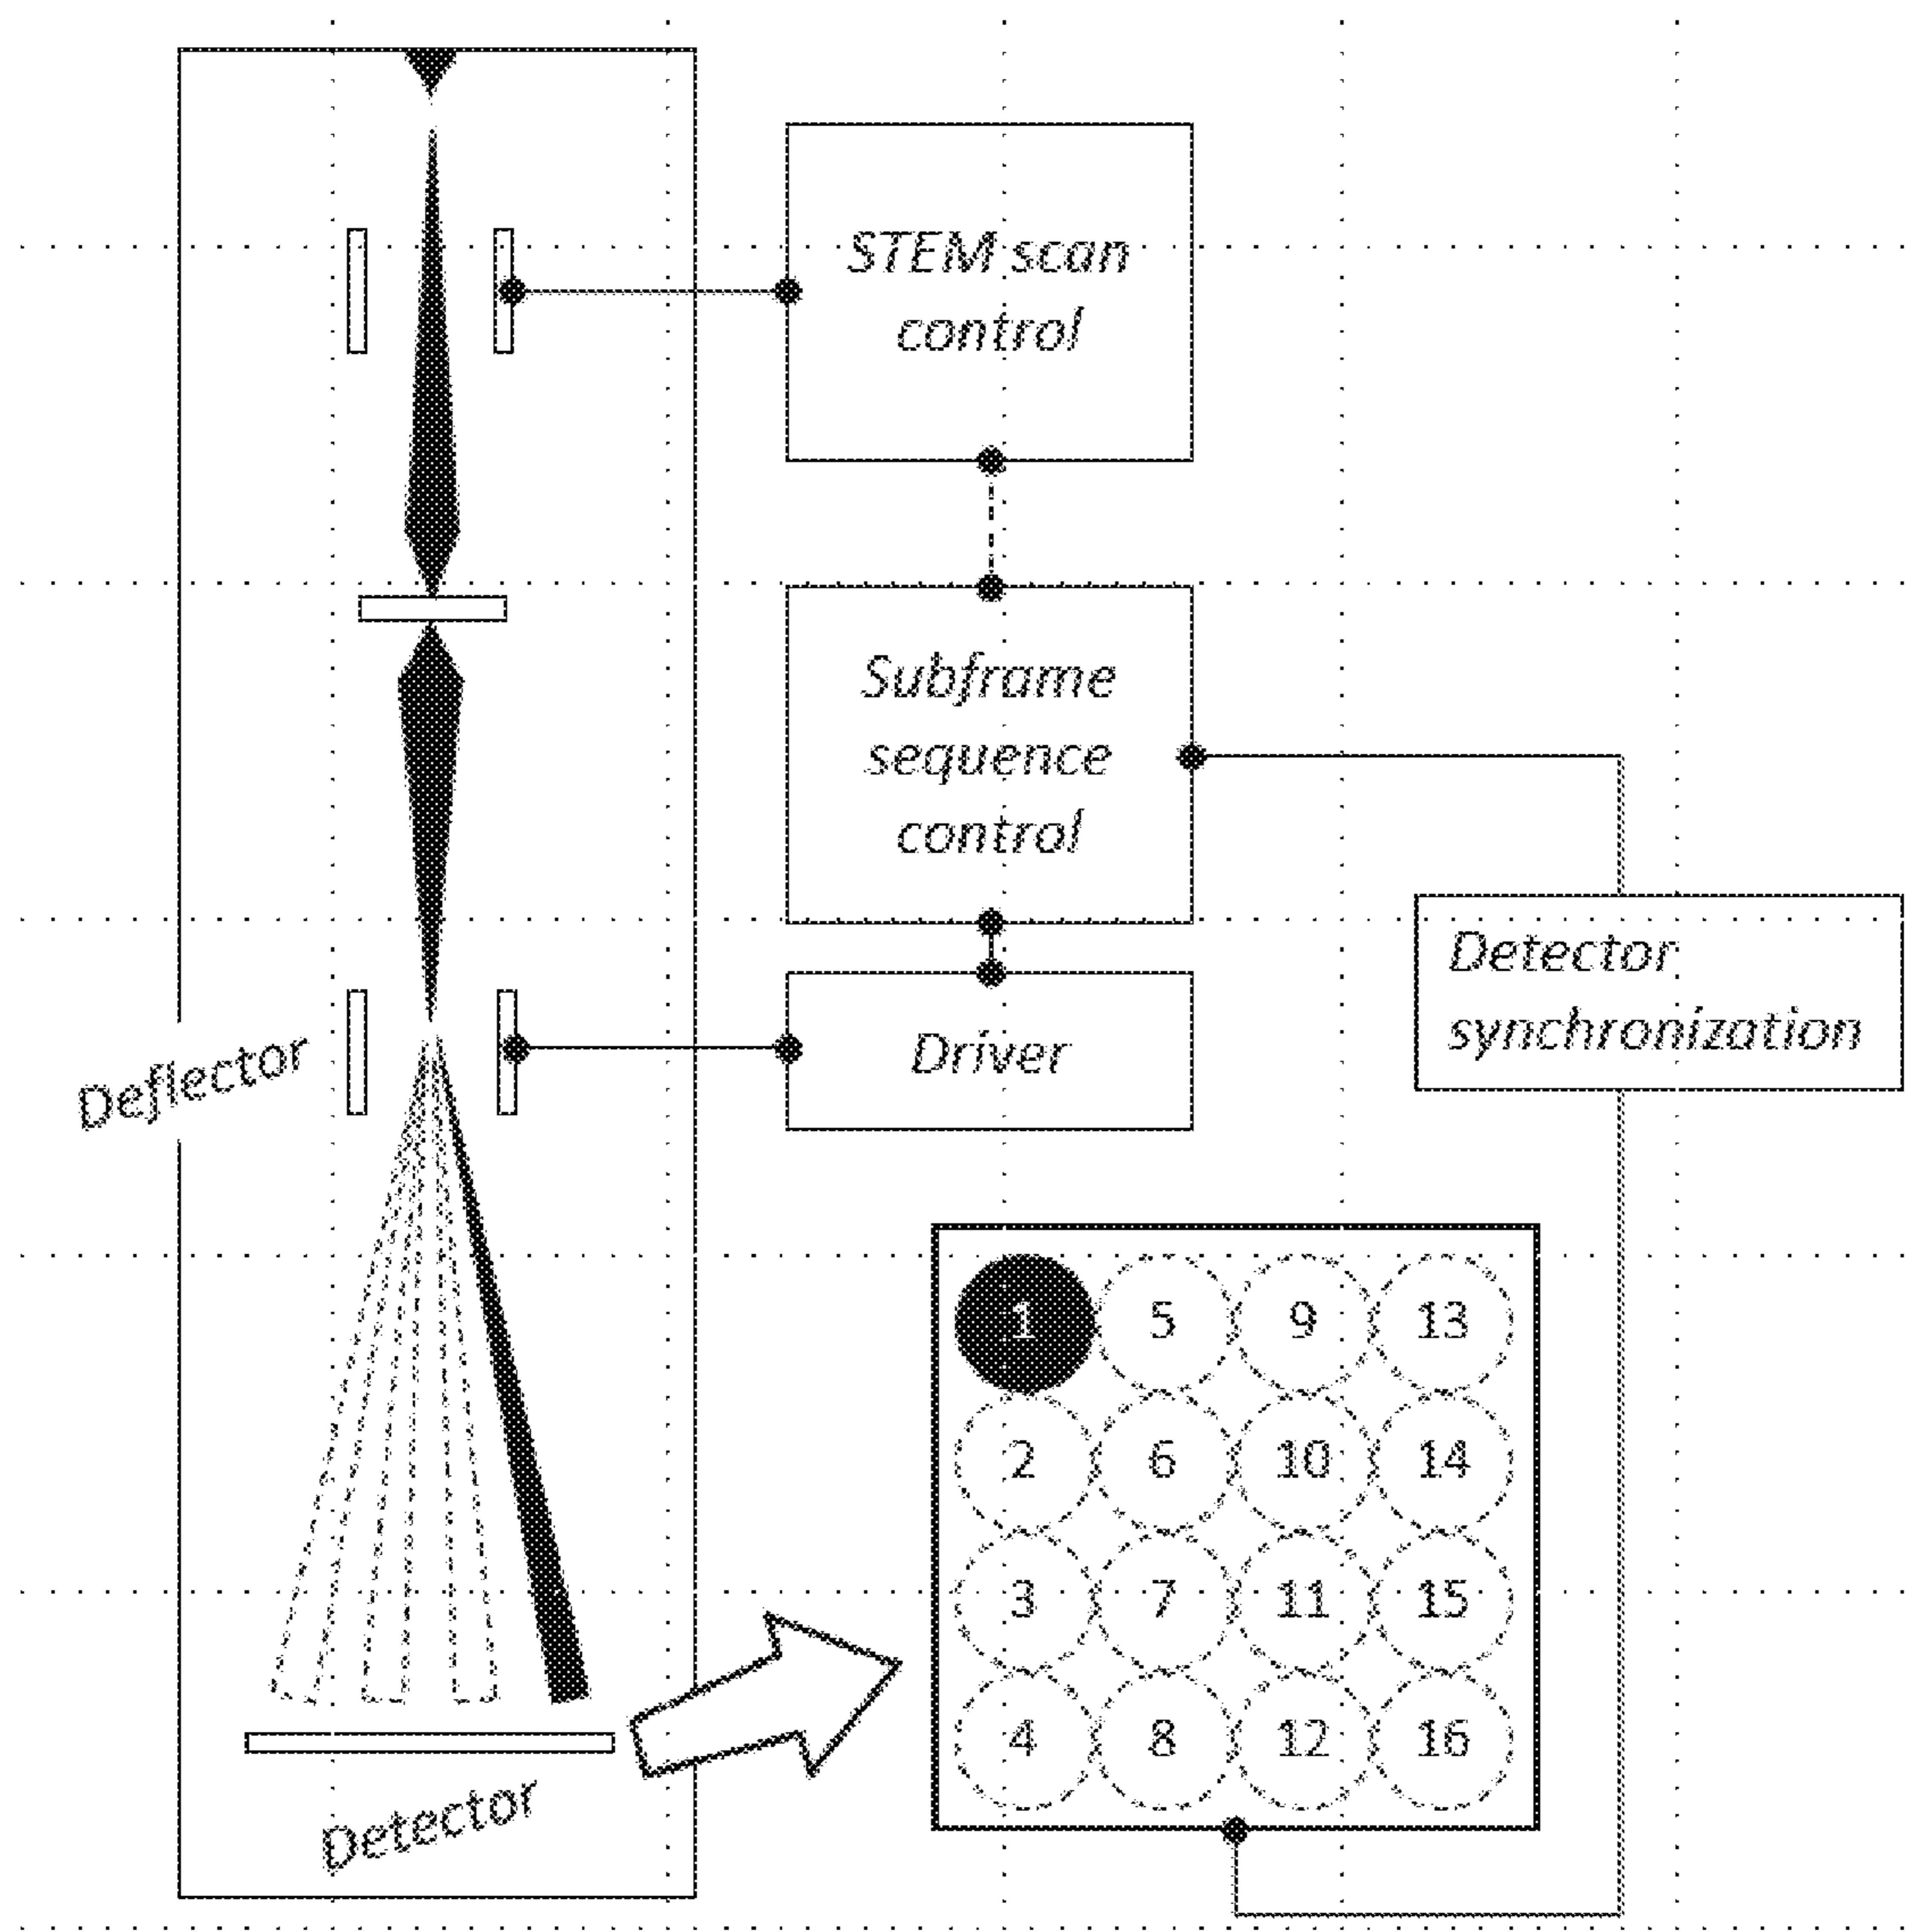 STEM scan
control
Subframe
sequence
control
Detector
synchronization
Driver
Deflector
1 5 9 13
2 6 10 14
3 7 11 15
4 8 12 16
Detector